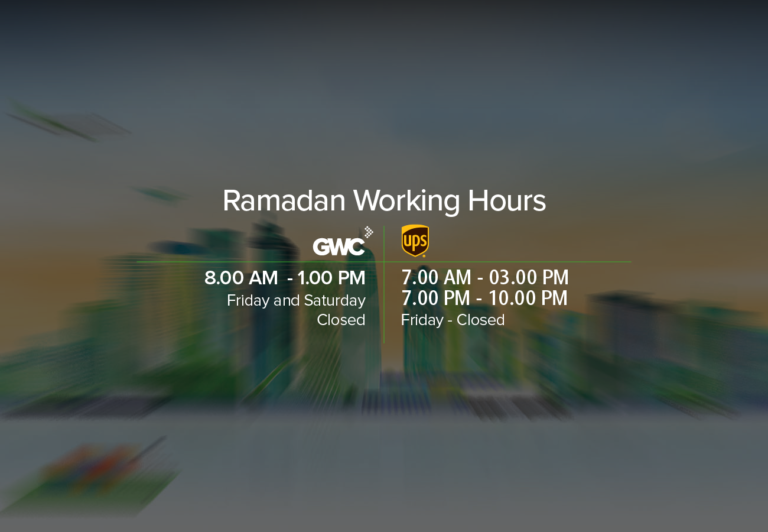 Ramadan Working Hours
GWC
8.00 AM - 1.00 PM
Friday and Saturday
Closed
ups
7.00 AM - 03.00 PM
7.00 PM - 10.00 PM
Friday - Closed